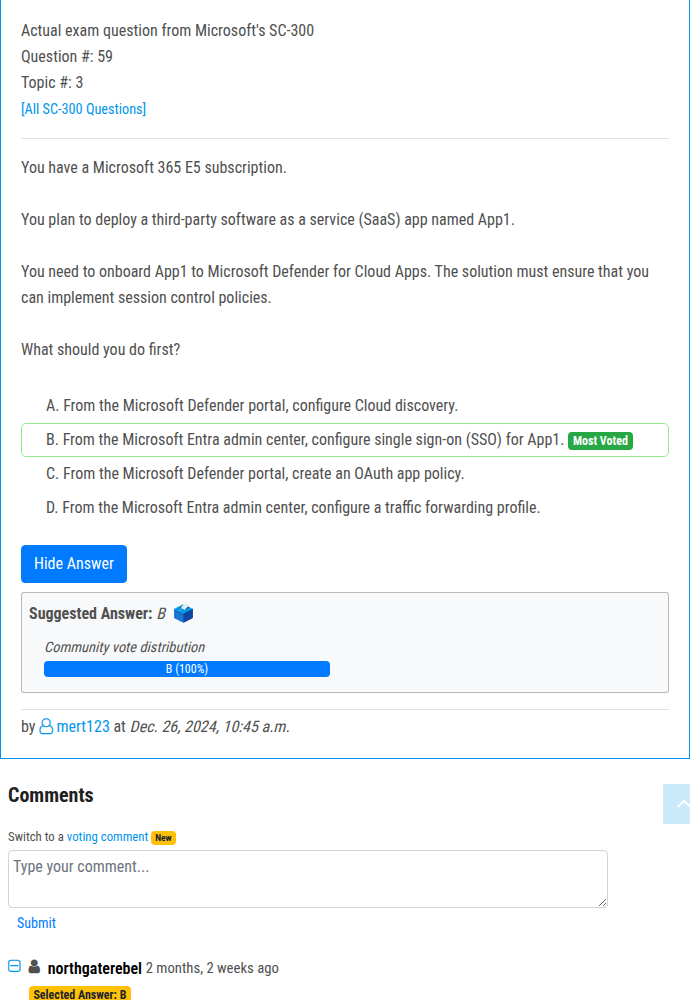 Actual exam question from Microsoft's SC-300
Question #: 59
Topic #: 3
[All SC-300 Questions]
You have a Microsoft 365 E5 subscription.
You plan to deploy a third-party software as a service (SaaS) app named App1.
You need to onboard App1 to Microsoft Defender for Cloud Apps. The solution must ensure that you
can implement session control policies.
What should you do first?
A. From the Microsoft Defender portal, configure Cloud discovery.
B. From the Microsoft Entra admin center, configure single sign-on (SSO) for App1. Most Voted
C. From the Microsoft Defender portal, create an OAuth app policy.
D. From the Microsoft Entra admin center, configure a traffic forwarding profile.
Hide Answer
Suggested Answer: B
Community vote distribution
B (100%)
by mert123 at Dec. 26, 2024, 10:45 a.m.
Comments
Switch to a voting comment New
Type your comment...
Submit
northgaterebel 2 months, 2 weeks ago
Selected Answer: B